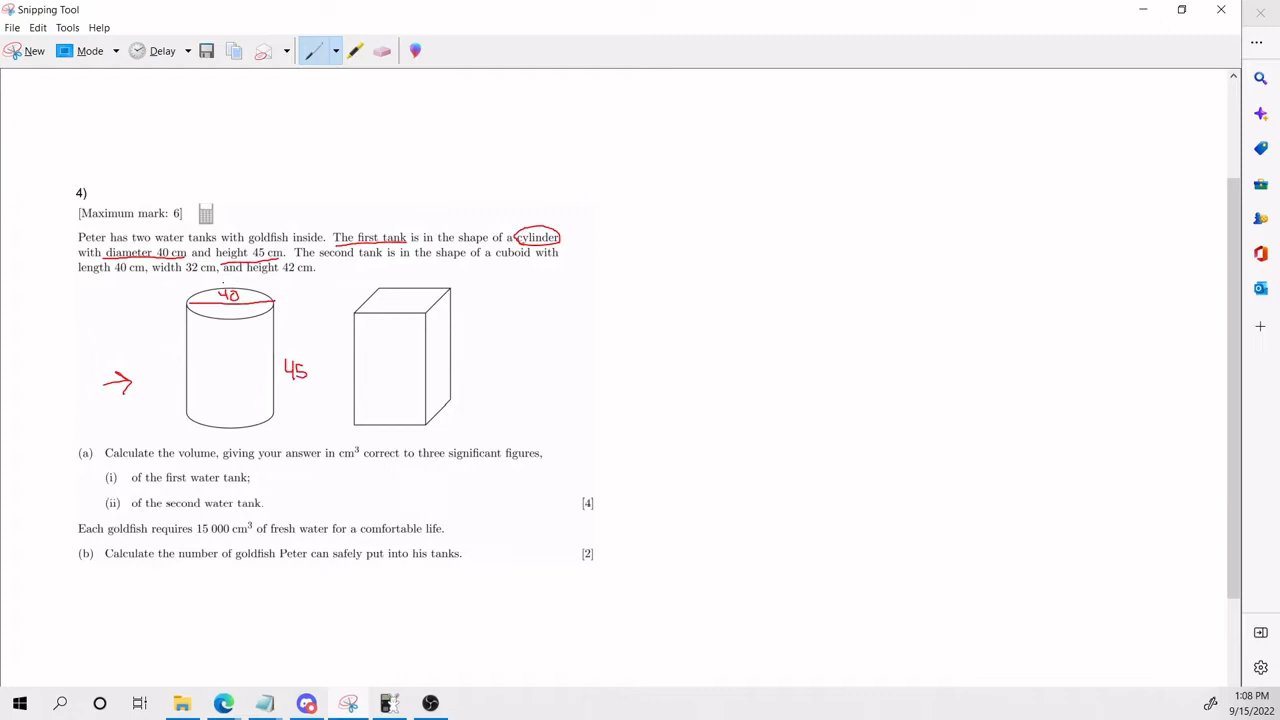 Snipping Tool
File Edit Tools Help
New Mode Delay
4)
[Maximum mark: 6]
Peter has two water tanks with goldfish inside. The first tank is in the shape of a cylinder
with diameter 40 cm and height 45 cm. The second tank is in the shape of a cuboid with
length 40 cm, width 32 cm, and height 42 cm.
40
45
(a) Calculate the volume, giving your answer in cm³ correct to three significant figures,
(i) of the first water tank;
(ii) of the second water tank. [4]
Each goldfish requires 15 000 cm³ of fresh water for a comfortable life.
(b) Calculate the number of goldfish Peter can safely put into his tanks. [2]
1:08 PM
9/15/2022